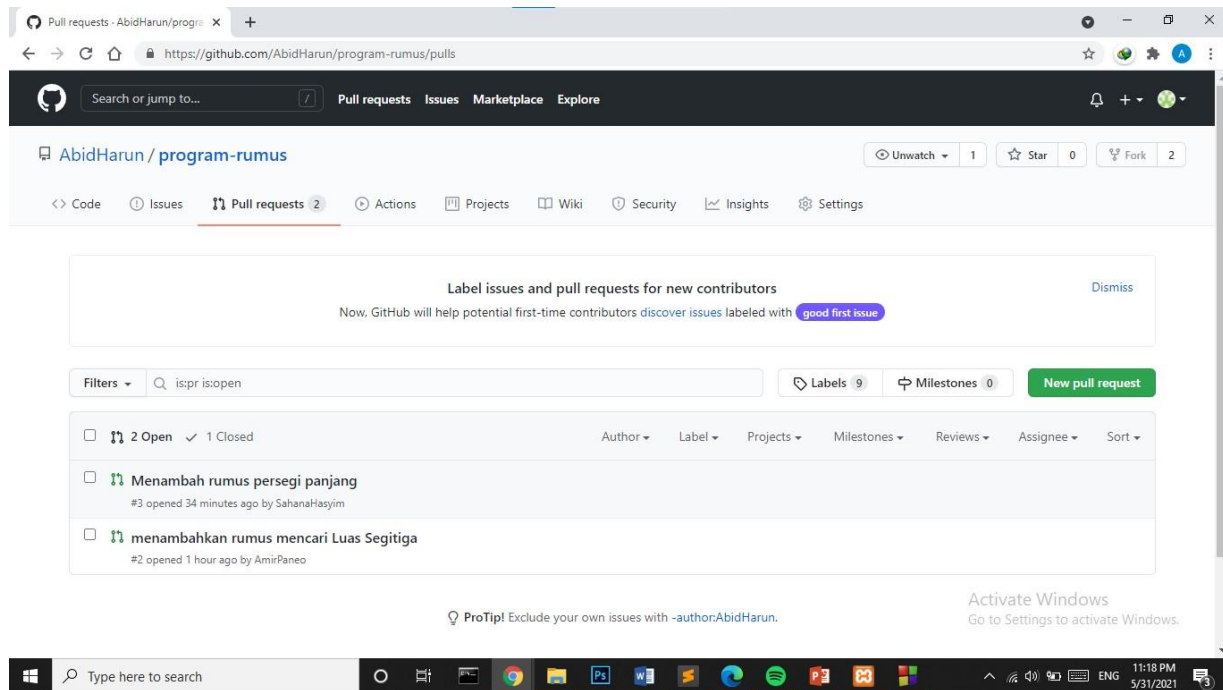 Pull requests · AbidHarun/progra
https://github.com/AbidHarun/program-rumus/pulls
A
Search or jump to... /
Pull requests Issues Marketplace Explore
AbidHarun / program-rumus
Unwatch 1 Star 0 Fork 2
<> Code Issues Pull requests 2 Actions Projects Wiki Security Insights Settings
Label issues and pull requests for new contributors
Dismiss
Now, GitHub will help potential first-time contributors discover issues labeled with good first issue
Filters is:pr is:open Labels 9 Milestones 0 New pull request
2 Open 1 Closed Author Label Projects Milestones Reviews Assignee Sort
Menambah rumus persegi panjang
#3 opened 34 minutes ago by SahanaHasyim
menambahkan rumus mencari Luas Segitiga
#2 opened 1 hour ago by AmirPaneo
ProTip! Exclude your own issues with -author:AbidHarun.
Activate Windows
Go to Settings to activate Windows.
Type here to search
Ps
ENG
11:18 PM
5/31/2021
3